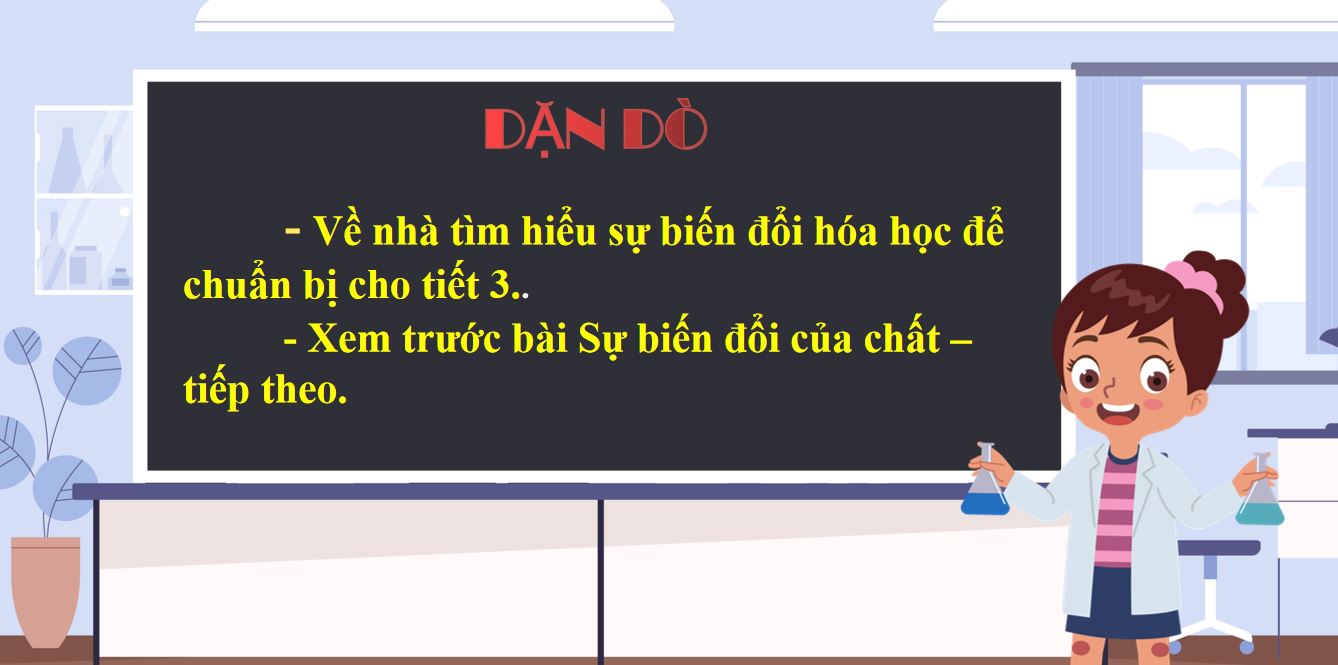 DẶN DÒ
- Về nhà tìm hiểu sự biến đổi hóa học để
chuẩn bị cho tiết 3..
- Xem trước bài Sự biến đổi của chất –
tiếp theo.